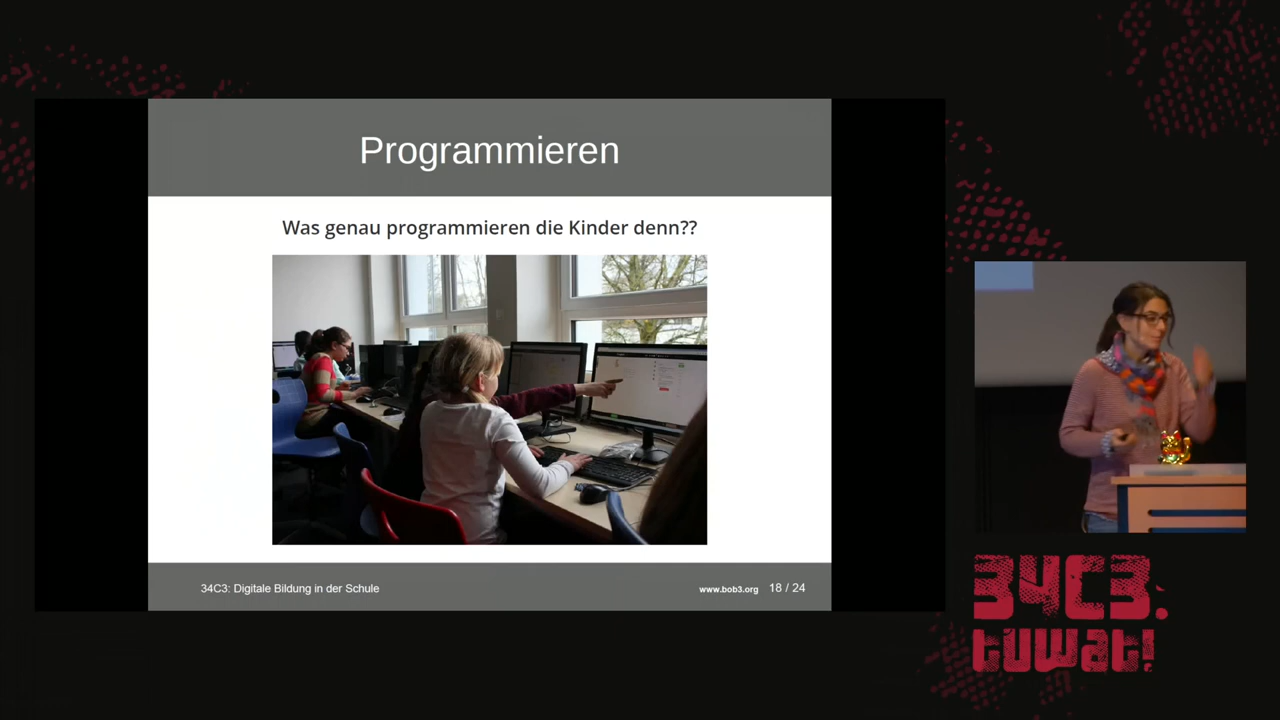 Programmieren
Was genau programmieren die Kinder denn??
34C3: Digitale Bildung in der Schule
www.bob3.org
18 / 24
34C3.
tuwat!